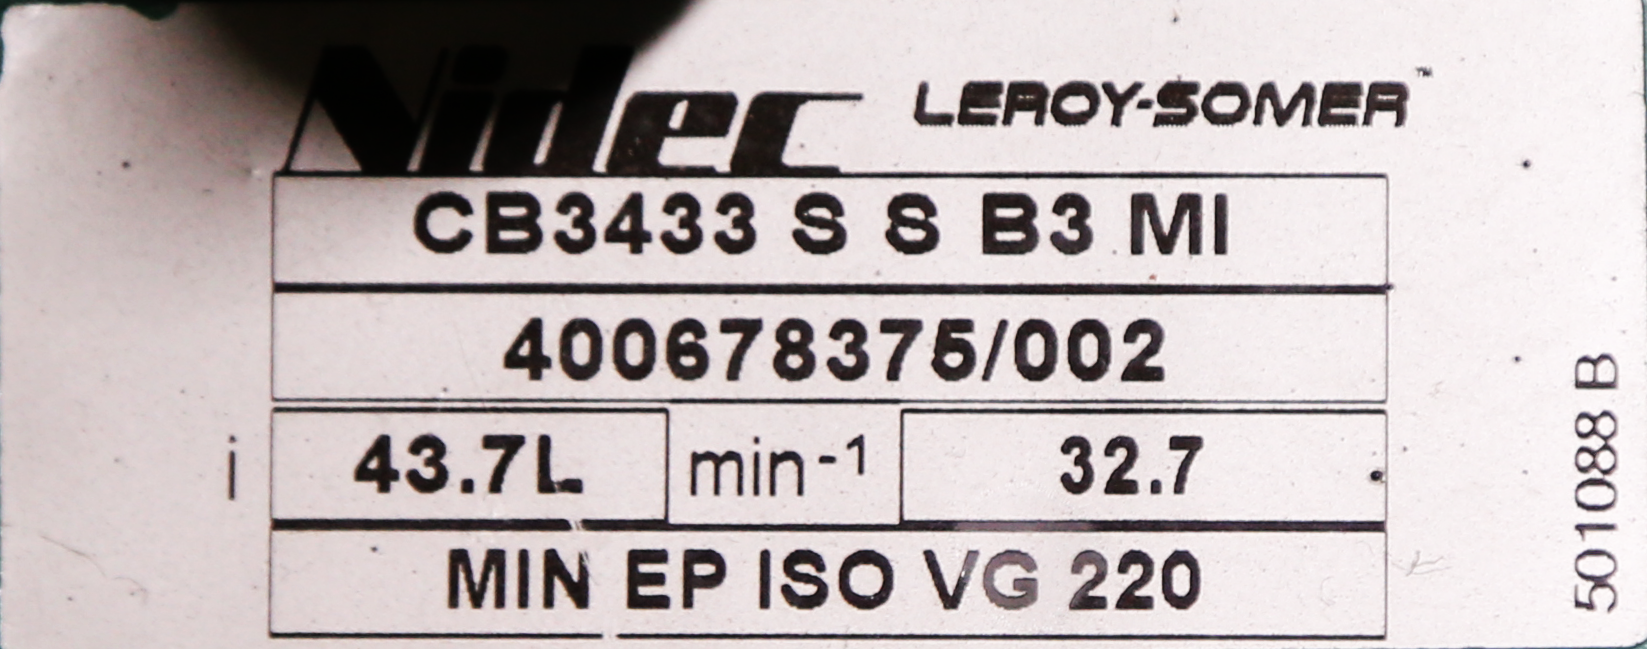 Nidec LEROY-SOMER™
CB3433 S S B3 MI
400678375/002
i 43.7L min-1 32.7
MIN EP ISO VG 220
501088 B